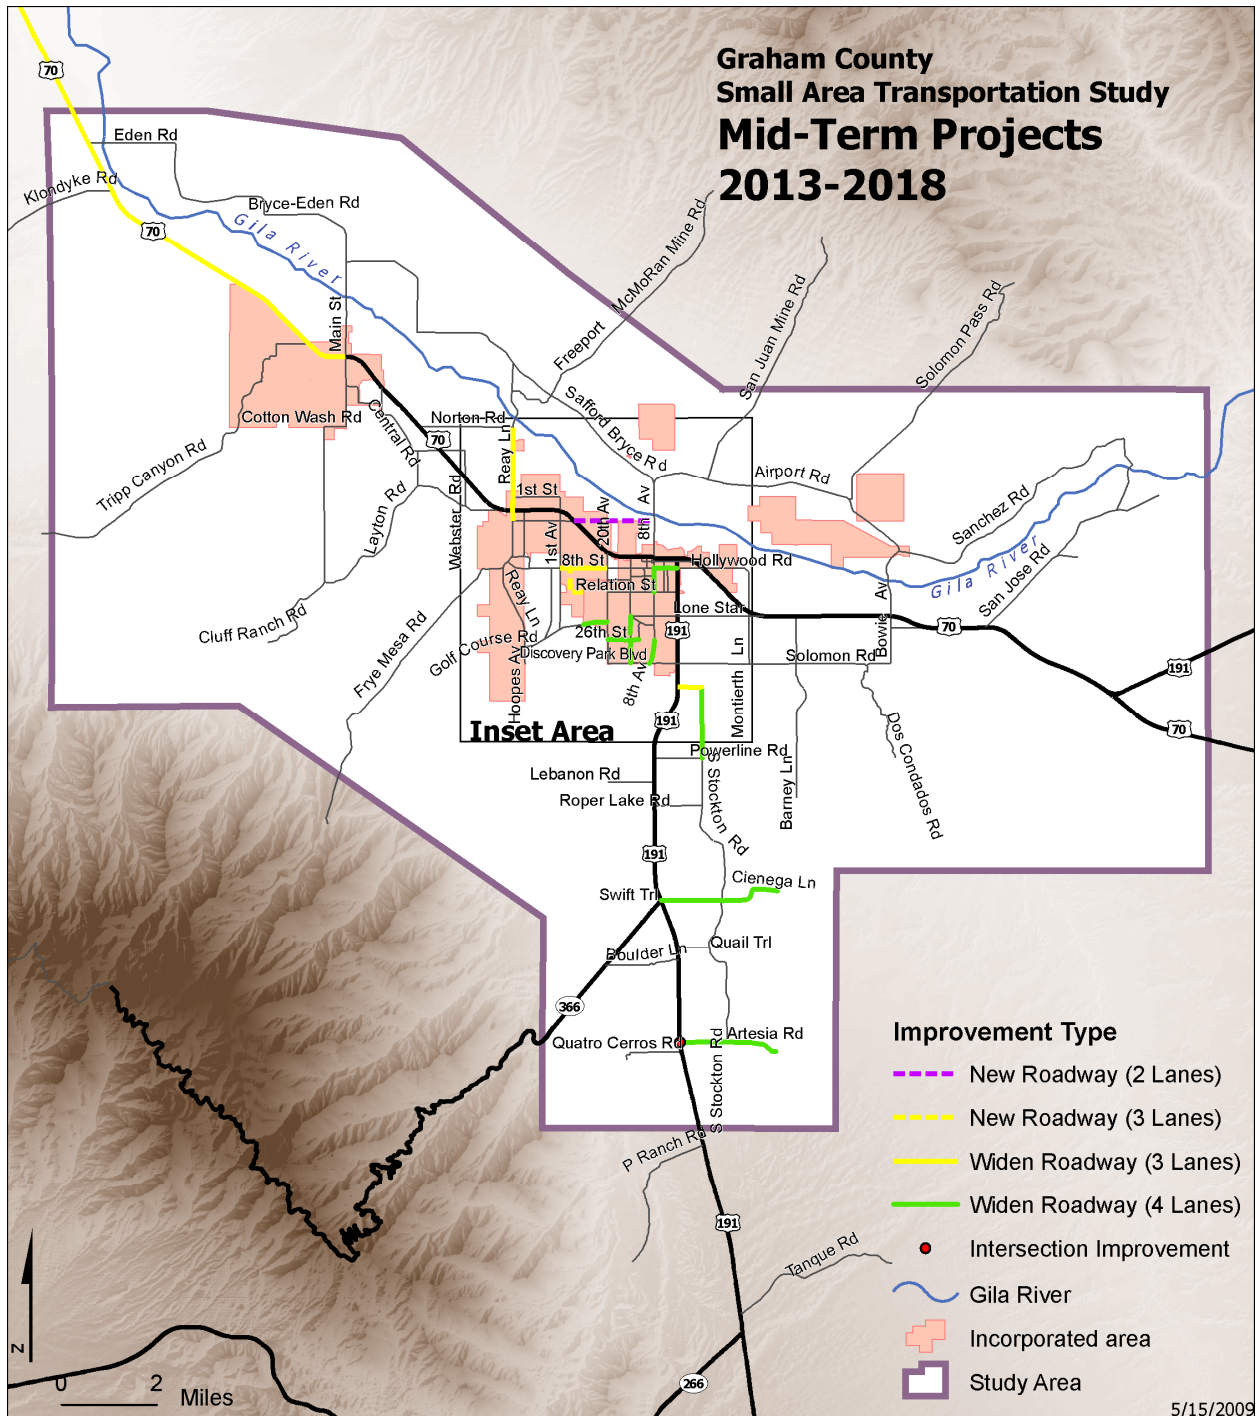 Graham County
Small Area Transportation Study
Mid-Term Projects
2013-2018
70
Eden Rd
Klondyke Rd
Bryce-Eden Rd
70
Gila River
McMoRan Mine Rd
Freeport
San Juan Mine Rd
Solomon Pass Rd
Main St
Safford Bryce Rd
Cotton Wash Rd
Central Rd
Norton Rd
70
Reay Ln
Tripp Canyon Rd
Airport Rd
1st St
Layton Rd
Webster Rd
1st Av
20th Av
8th Av
Sanchez Rd
Gila River
San Jose Rd
8th St
Hollywood Rd
Relation St
Reay Ln
Lone Star
Cluff Ranch Rd
Frye Mesa Rd
Golf Course Rd
26th St
191
Bowie Av
70
Discovery Park Blvd
Solomon Rd
191
Hoopes Av
8th Av
Montierth Ln
Inset Area
191
Dos Condados Rd
70
Powerline Rd
Lebanon Rd
S Stockton Rd
Barney Ln
Roper Lake Rd
191
Cienega Ln
Swift Trl
Boulder Ln
Quail Trl
366
Quatro Cerros Rd
Artesia Rd
S Stockton Rd
P Ranch Rd
191
Tanque Rd
266
Improvement Type
New Roadway (2 Lanes)
New Roadway (3 Lanes)
Widen Roadway (3 Lanes)
Widen Roadway (4 Lanes)
Intersection Improvement
Gila River
Incorporated area
Study Area
N
0 2
Miles
5/15/2009